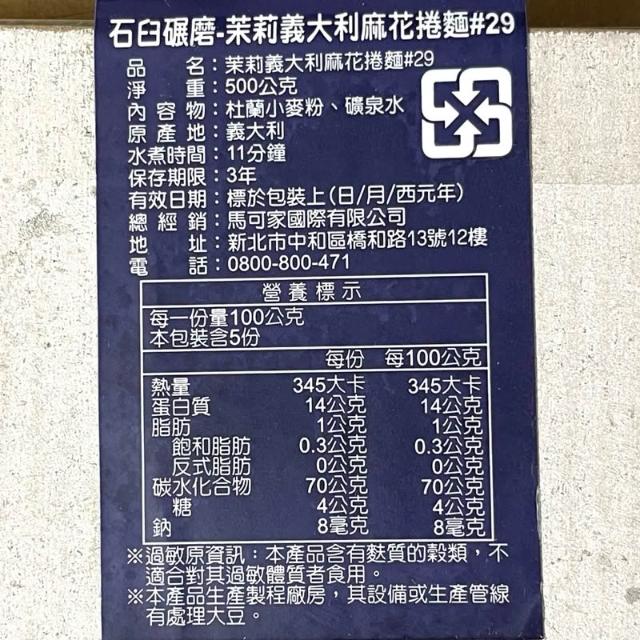 石臼碾磨-茉莉義大利麻花捲麵#29
品名：茉莉義大利麻花捲麵#29
淨重：500公克
內容物：杜蘭小麥粉、礦泉水
原產地：義大利
水煮時間：11分鐘
保存期限：3年
有效日期：標於包裝上(日/月/西元年)
總經銷：馬可家國際有限公司
地址：新北市中和區橋和路13號12樓
電話：0800-800-471
營養標示
每一份量100公克
本包裝含5份
每份 每100公克
熱量 345大卡 345大卡
蛋白質 14公克 14公克
脂肪 1公克 1公克
飽和脂肪 0.3公克 0.3公克
反式脂肪 0公克 0公克
碳水化合物 70公克 70公克
糖 4公克 4公克
鈉 8毫克 8毫克
※過敏原資訊：本產品含有麩質的穀類，不
適合對其過敏體質者食用。
※本產品生產製程廠房，其設備或生產管線
有處理大豆。